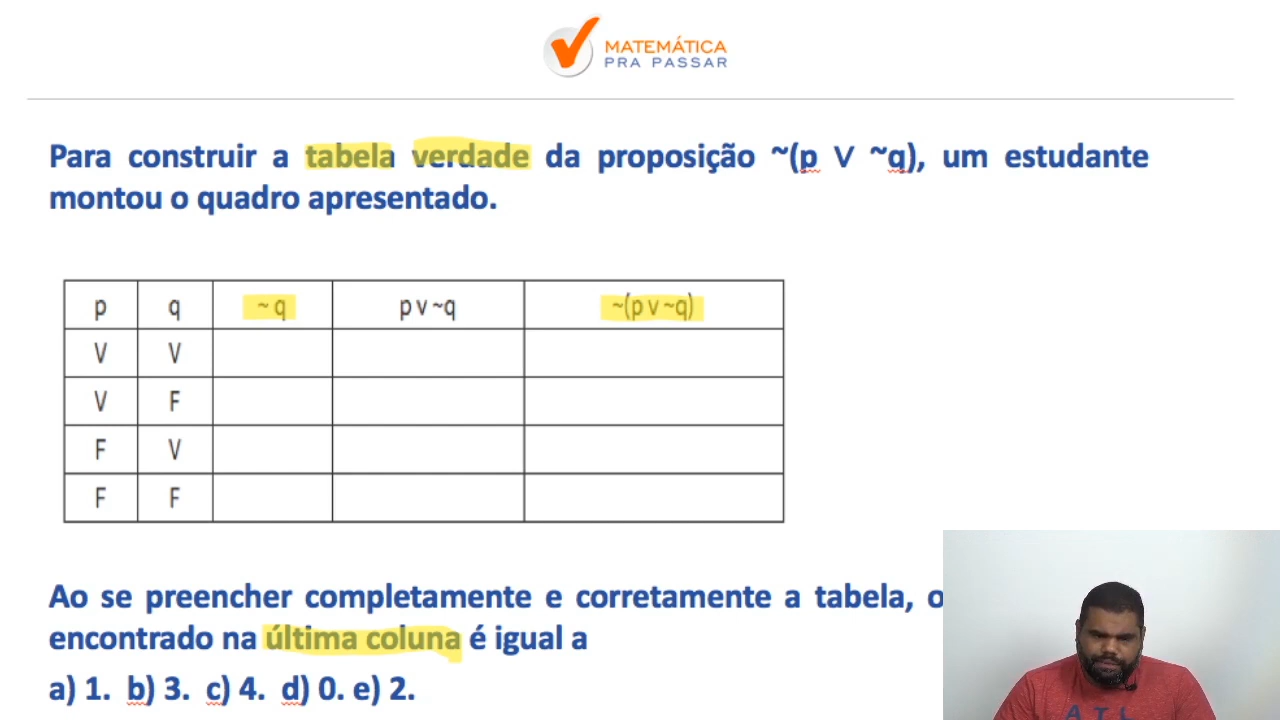 MATEMÁTICA
PRA PASSAR
Para construir a tabela verdade da proposição ~(p ∨ ~q), um estudante
montou o quadro apresentado.
p q ~ q p v ~q ~(p v ~q)
V V
V F
F V
F F
Ao se preencher completamente e corretamente a tabela, o
encontrado na última coluna é igual a
a) 1. b) 3. c) 4. d) 0. e) 2.
A T L